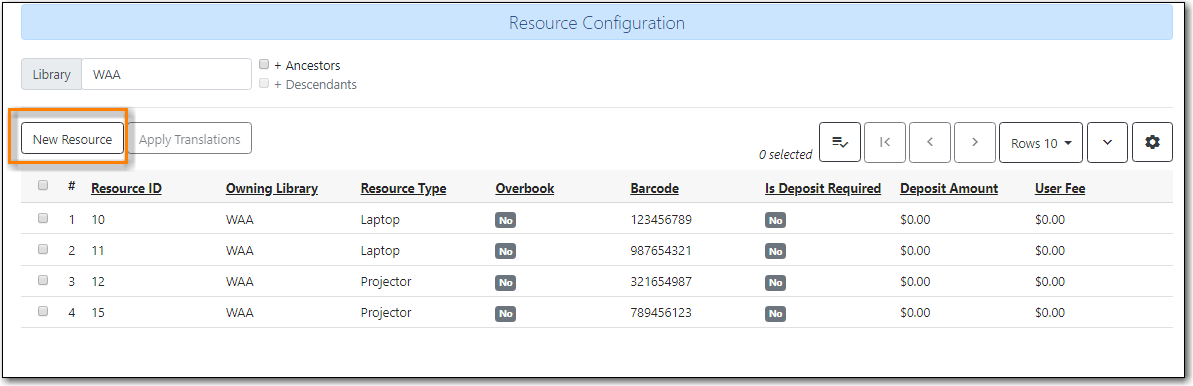 Resource Configuration
Library WAA + Ancestors
+ Descendants
New Resource Apply Translations 0 selected Rows 10
# Resource ID Owning Library Resource Type Overbook Barcode Is Deposit Required Deposit Amount User Fee
1 10 WAA Laptop No 123456789 No $0.00 $0.00
2 11 WAA Laptop No 987654321 No $0.00 $0.00
3 12 WAA Projector No 321654987 No $0.00 $0.00
4 15 WAA Projector No 789456123 No $0.00 $0.00